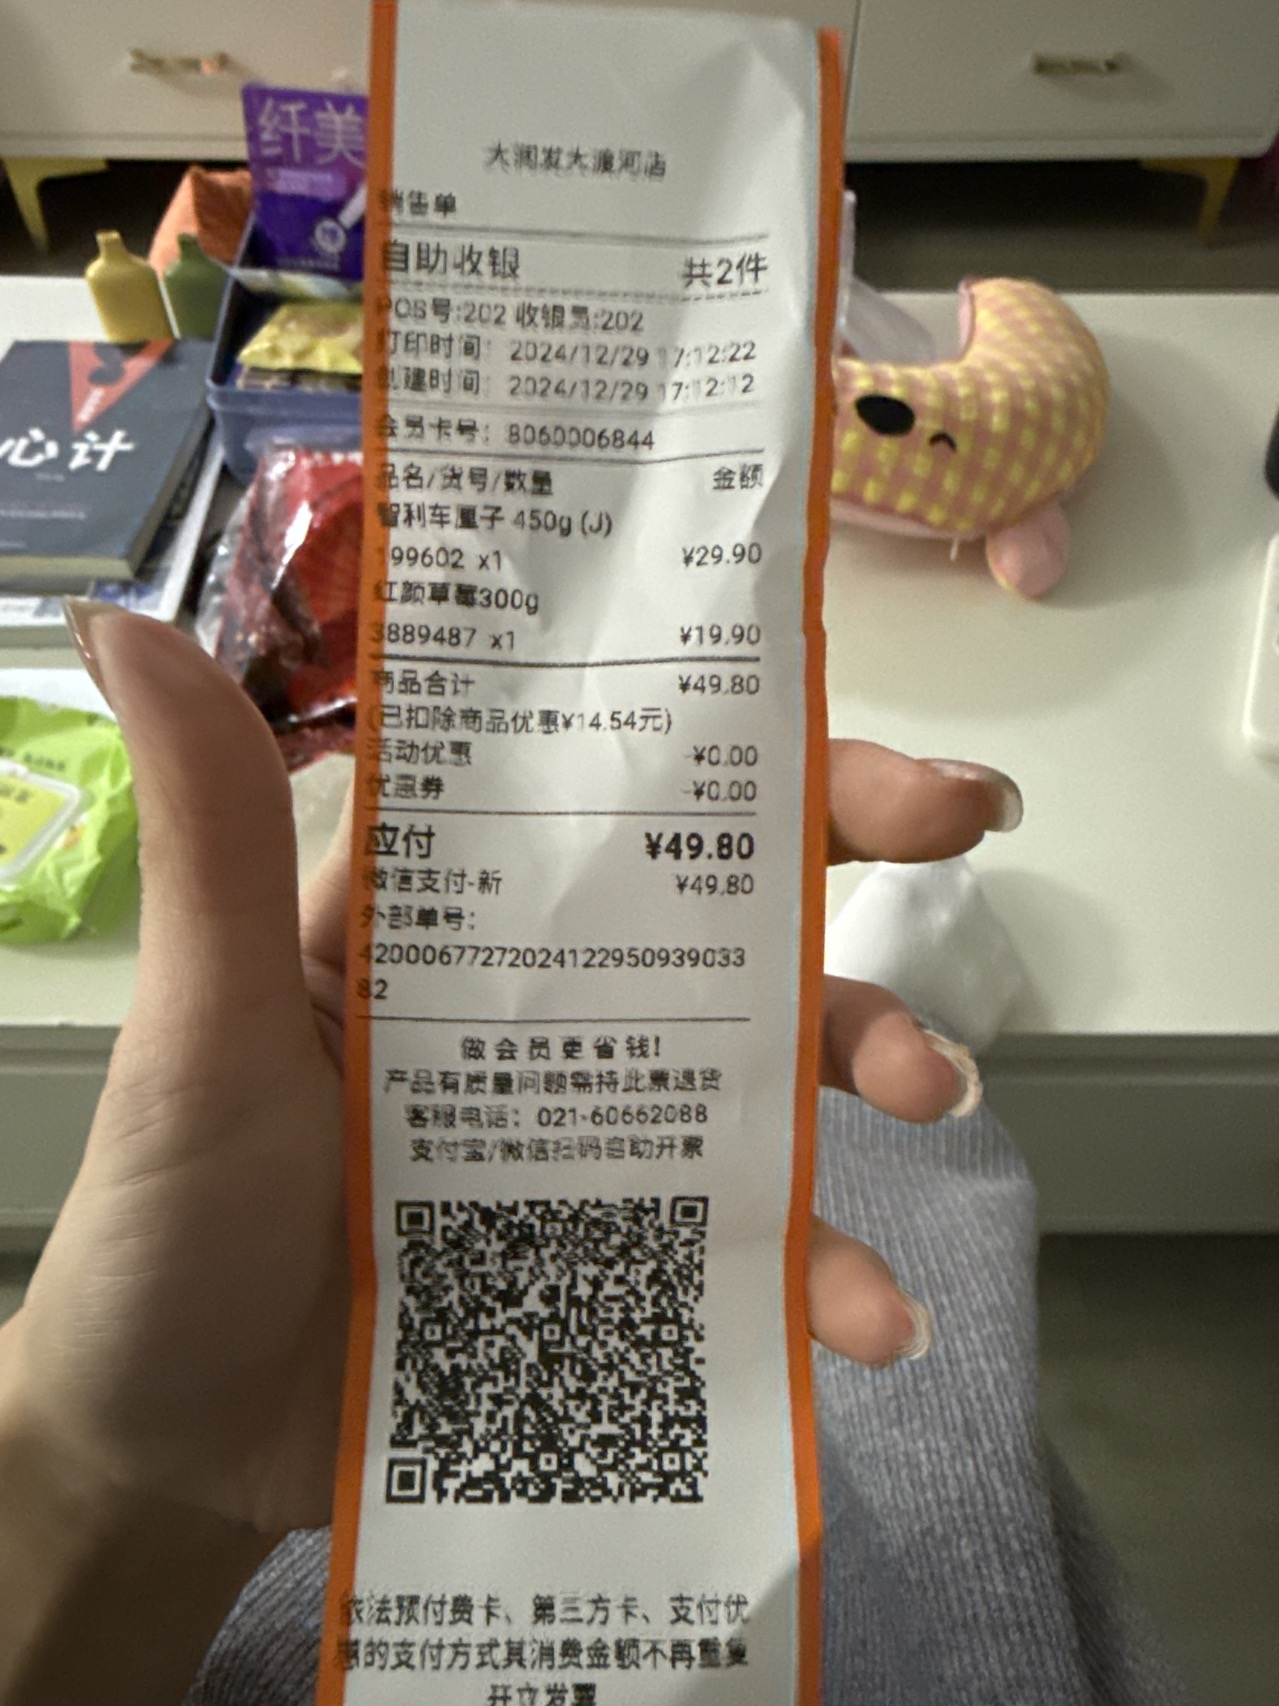 纤美
心计
大润发大渡河店
销售单
自助收银 共2件
POS号:202 收银员:202
打印时间: 2024/12/29 17:12:22
创建时间: 2024/12/29 17:12:12
会员卡号: 8060006844
品名/货号/数量 金额
智利车厘子 450g (J)
199602 x1 ¥29.90
红颜草莓300g
3889487 x1 ¥19.90
商品合计 ¥49.80
(已扣除商品优惠¥14.54元)
活动优惠 -¥0.00
优惠券 -¥0.00
应付 ¥49.80
微信支付-新 ¥49.80
外部单号:
42000677272024122950939033
82
做会员更省钱!
产品有质量问题需持此票退货
客服电话: 021-60662088
支付宝/微信扫码自助开票
依法预付费卡、第三方卡、支付优
惠的支付方式其消费金额不再重复
开立发票